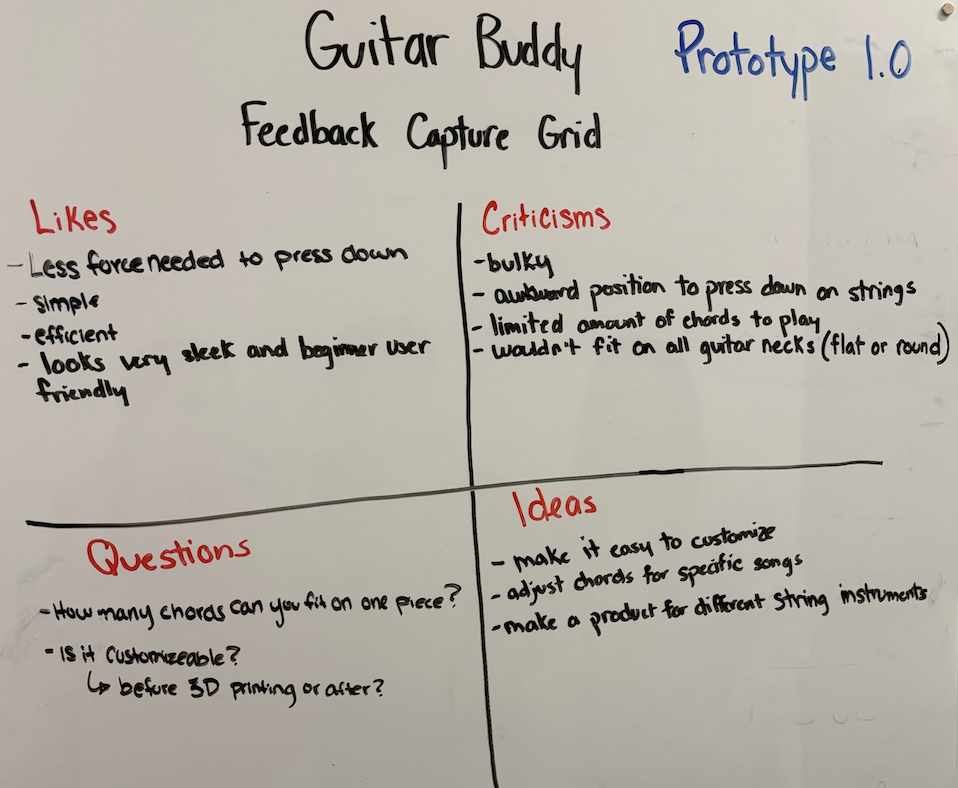 Guitar Buddy
Prototype 1.0
Feedback Capture Grid
Likes
- Less force needed to press down
- simple
- efficient
- looks very sleek and beginner user
friendly
Criticisms
- bulky
- awkward position to press down on strings
- limited amount of chords to play
- wouldn't fit on all guitar necks (flat or round)
Questions
- How many chords can you fit on one piece?
- Is it customizeable?
↳ before 3D printing or after?
Ideas
- make it easy to customize
- adjust chords for specific songs
- make a product for different string instruments